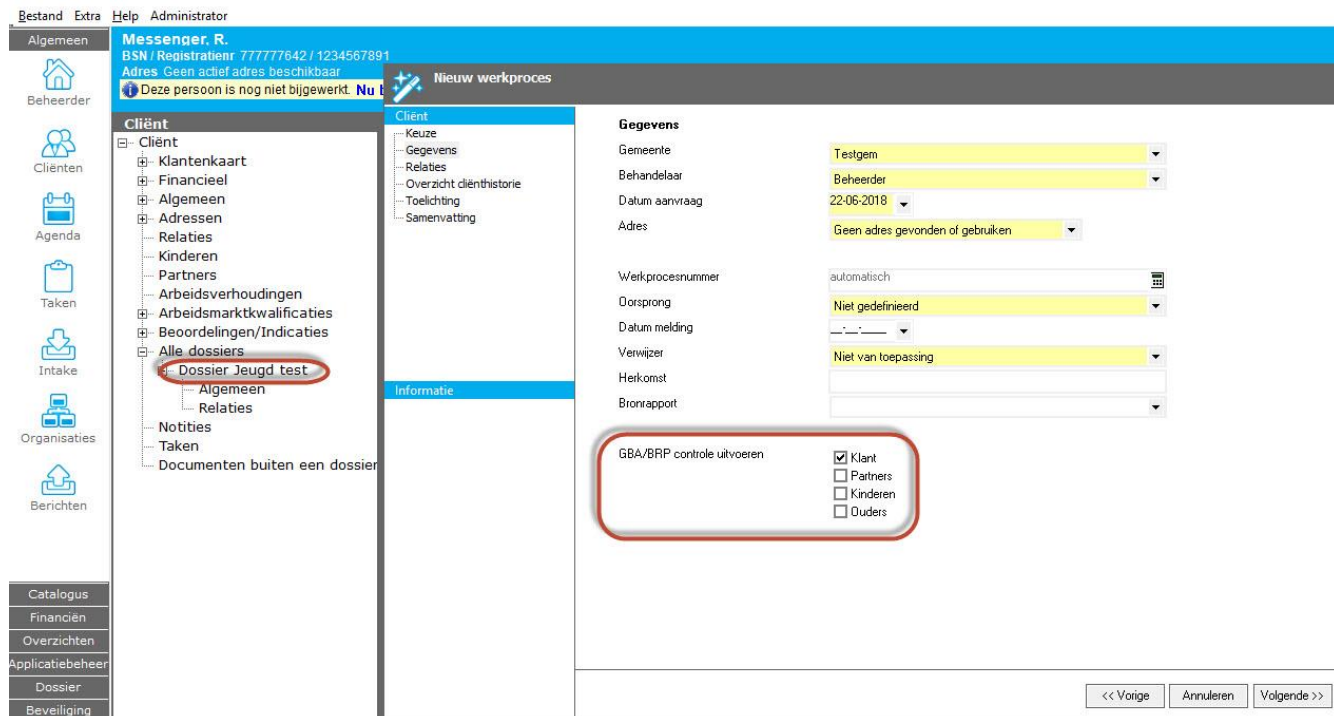 Bestand Extra Help Administrator
Algemeen
Beheerder
Cliënten
Agenda
Taken
Intake
Organisaties
Berichten
Catalogus
Financiën
Overzichten
Applicatiebeheer
Dossier
Beveiliging
Messenger, R.
BSN / Registratienr 777777642 / 1234567891
Adres Geen actief adres beschikbaar
Deze persoon is nog niet bijgewerkt. Nu
Cliënt
Cliënt
Klantenkaart
Financieel
Algemeen
Adressen
Relaties
Kinderen
Partners
Arbeidsverhoudingen
Arbeidsmarktkwalificaties
Beoordelingen/Indicaties
Alle dossiers
Dossier Jeugd test
Algemeen
Relaties
Notities
Taken
Documenten buiten een dossier
Nieuw werkproces
Cliënt
Keuze
Gegevens
Relaties
Overzicht cliënthistorie
Toelichting
Samenvatting
Informatie
Gegevens
Gemeente Testgem
Behandelaar Beheerder
Datum aanvraag 22-06-2018
Adres Geen adres gevonden of gebruiken
Werkprocesnummer automatisch
Oorsprong Niet gedefinieerd
Datum melding __-__-____
Verwijzer Niet van toepassing
Herkomst
Bronrapport
GBA/BRP controle uitvoeren Klant
Partners
Kinderen
Ouders
<< Vorige Annuleren Volgende >>